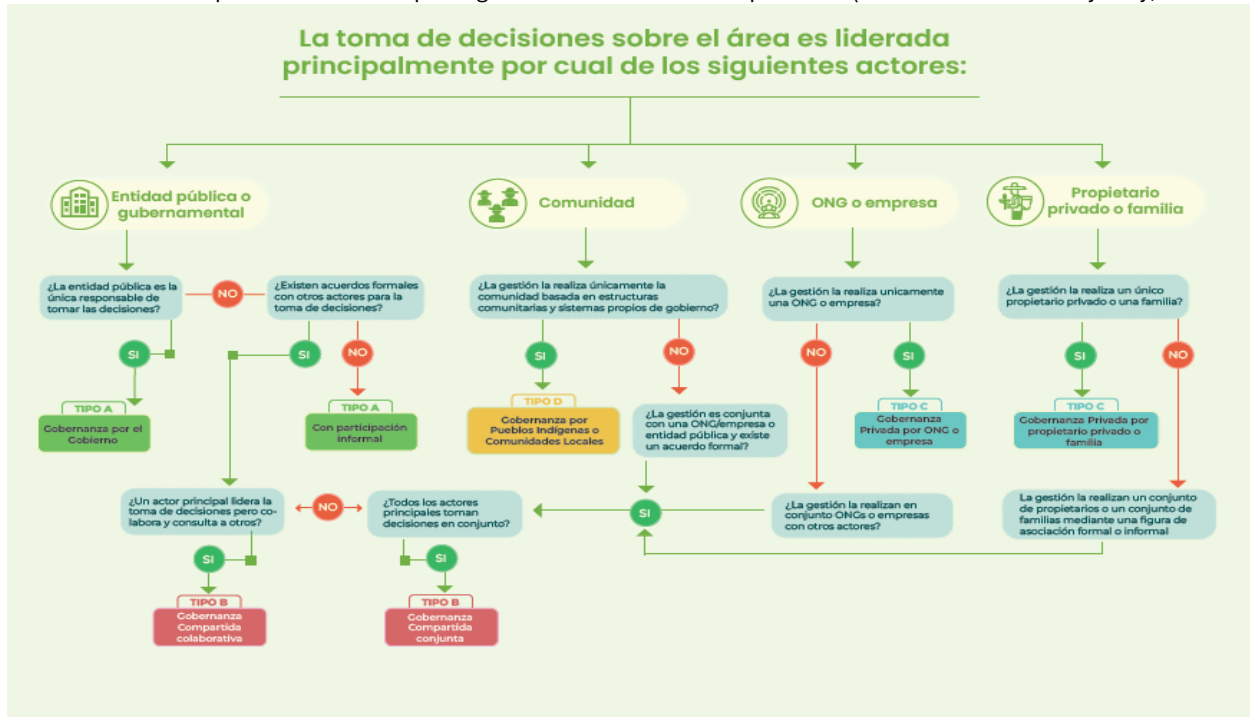 La toma de decisiones sobre el área es liderada
principalmente por cual de los siguientes actores:
Entidad pública o
gubernamental
Comunidad
ONG o empresa
Propietario
privado o familia
¿La entidad pública es la
única responsable de
tomar las decisiones?
NO
¿Existen acuerdos formales
con otros actores para la
toma de decisiones?
¿La gestión la realiza únicamente la
comunidad basada en estructuras
comunitarias y sistemas propios de gobierno?
¿La gestión la realiza unicamente
una ONG o empresa?
¿La gestión la realiza un único
propietario privado o una familia?
SI
SI
NO
SI
NO
NO
SI
SI
NO
TIPO A
Gobernanza por el
Gobierno
TIPO A
Con participación
informal
TIPO D
Gobernanza por
Pueblos Indígenas o
Comunidades Locales
¿La gestión es conjunta
con una ONG/empresa o
entidad pública y existe
un acuerdo formal?
TIPO C
Gobernanza
Privada por ONG o
empresa
TIPO C
Gobernanza Privada por
propietario privado o
familia
¿Un actor principal lidera la
toma de decisiones pero co-
labora y consulta a otros?
NO
¿Todos los actores
principales toman
decisiones en conjunto?
SI
¿La gestión la realizan en
conjunto ONGs o empresas
con otros actores?
La gestión la realizan un conjunto
de propietarios o un conjunto de
familias mediante una figura de
asociación formal o informal
SI
SI
TIPO B
Gobernanza
Compartida
colaborativa
TIPO B
Gobernanza
Compartida
conjunta